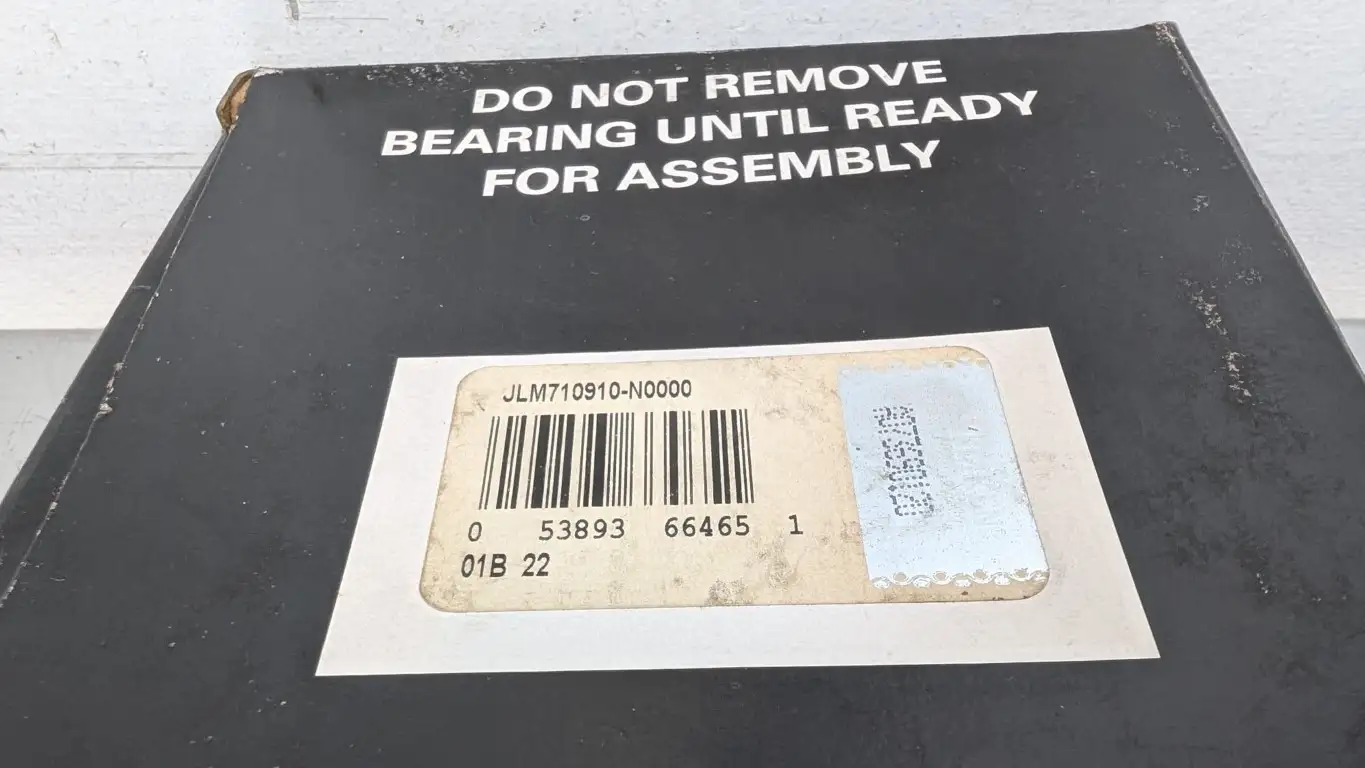 DO NOT REMOVE
BEARING UNTIL READY
FOR ASSEMBLY
JLM710910-N0000
0 53893 66465 1
01B 22